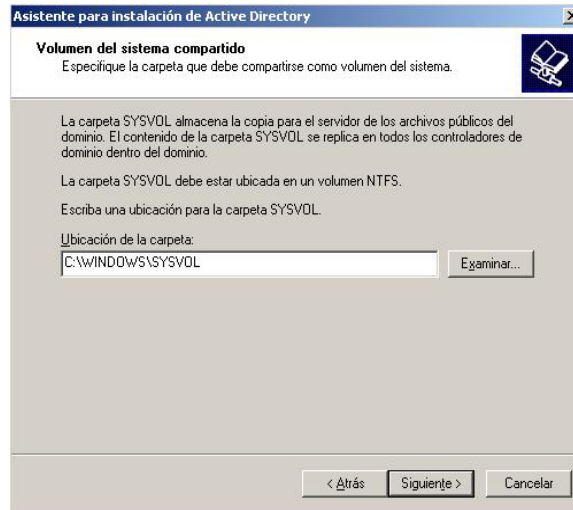 Asistente para instalación de Active Directory
Volumen del sistema compartido
Especifique la carpeta que debe compartirse como volumen del sistema.
La carpeta SYSVOL almacena la copia para el servidor de los archivos públicos del
dominio. El contenido de la carpeta SYSVOL se replica en todos los controladores de
dominio dentro del dominio.
La carpeta SYSVOL debe estar ubicada en un volumen NTFS.
Escriba una ubicación para la carpeta SYSVOL.
Ubicación de la carpeta:
C:\WINDOWS\SYSVOL
Examinar...
< Atrás
Siguiente >
Cancelar